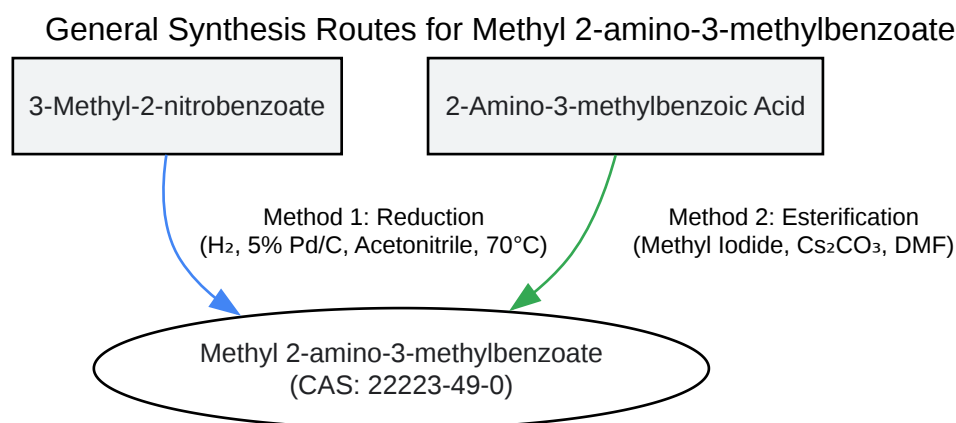 General Synthesis Routes for Methyl 2-amino-3-methylbenzoate
3-Methyl-2-nitrobenzoate
2-Amino-3-methylbenzoic Acid
Method 1: Reduction
(H₂, 5% Pd/C, Acetonitrile, 70°C)
Method 2: Esterification
(Methyl Iodide, Cs₂CO₃, DMF)
Methyl 2-amino-3-methylbenzoate
(CAS: 22223-49-0)